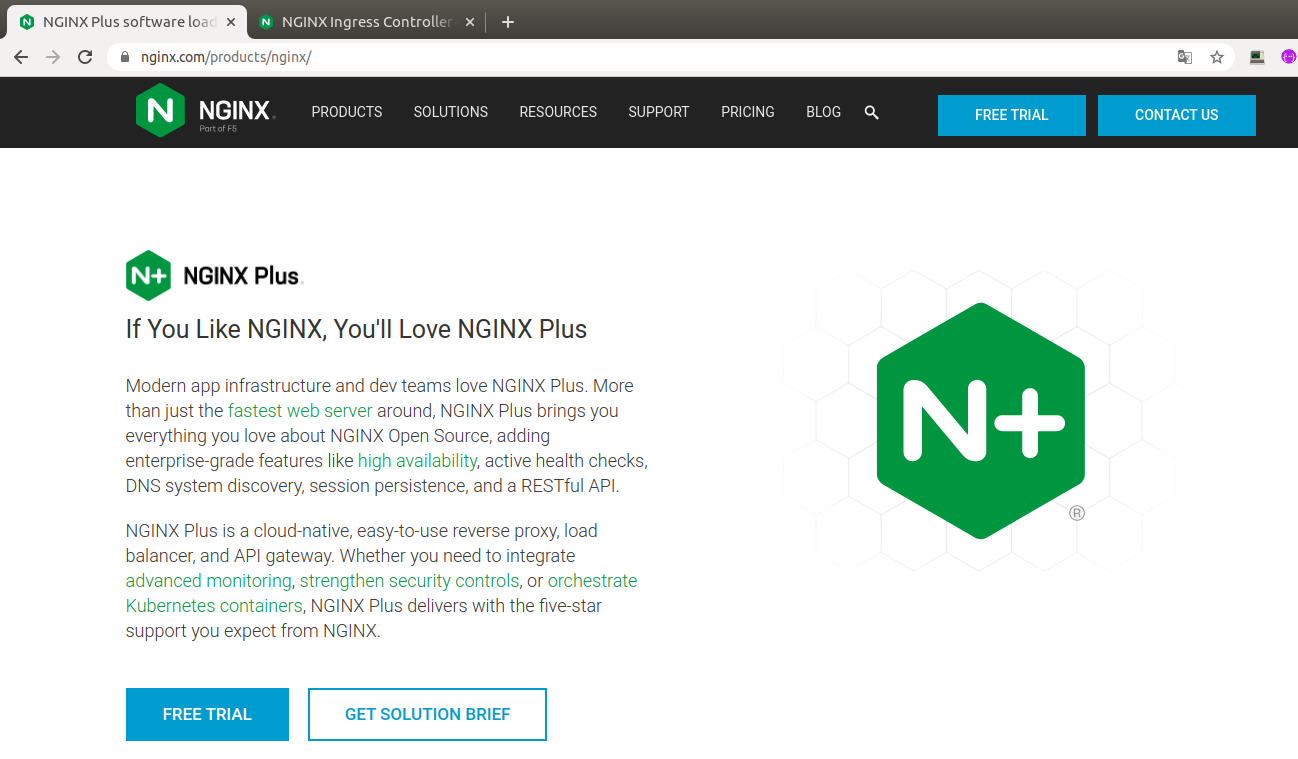 NGINX Plus software load
NGINX Ingress Controller
nginx.com/products/nginx/
NGINX
Part of F5
PRODUCTS SOLUTIONS RESOURCES SUPPORT PRICING BLOG
FREE TRIAL CONTACT US
N+ NGINX Plus
If You Like NGINX, You'll Love NGINX Plus
Modern app infrastructure and dev teams love NGINX Plus. More
than just the fastest web server around, NGINX Plus brings you
everything you love about NGINX Open Source, adding
enterprise-grade features like high availability, active health checks,
DNS system discovery, session persistence, and a RESTful API.
NGINX Plus is a cloud-native, easy-to-use reverse proxy, load
balancer, and API gateway. Whether you need to integrate
advanced monitoring, strengthen security controls, or orchestrate
Kubernetes containers, NGINX Plus delivers with the five-star
support you expect from NGINX.
FREE TRIAL GET SOLUTION BRIEF
N+
®